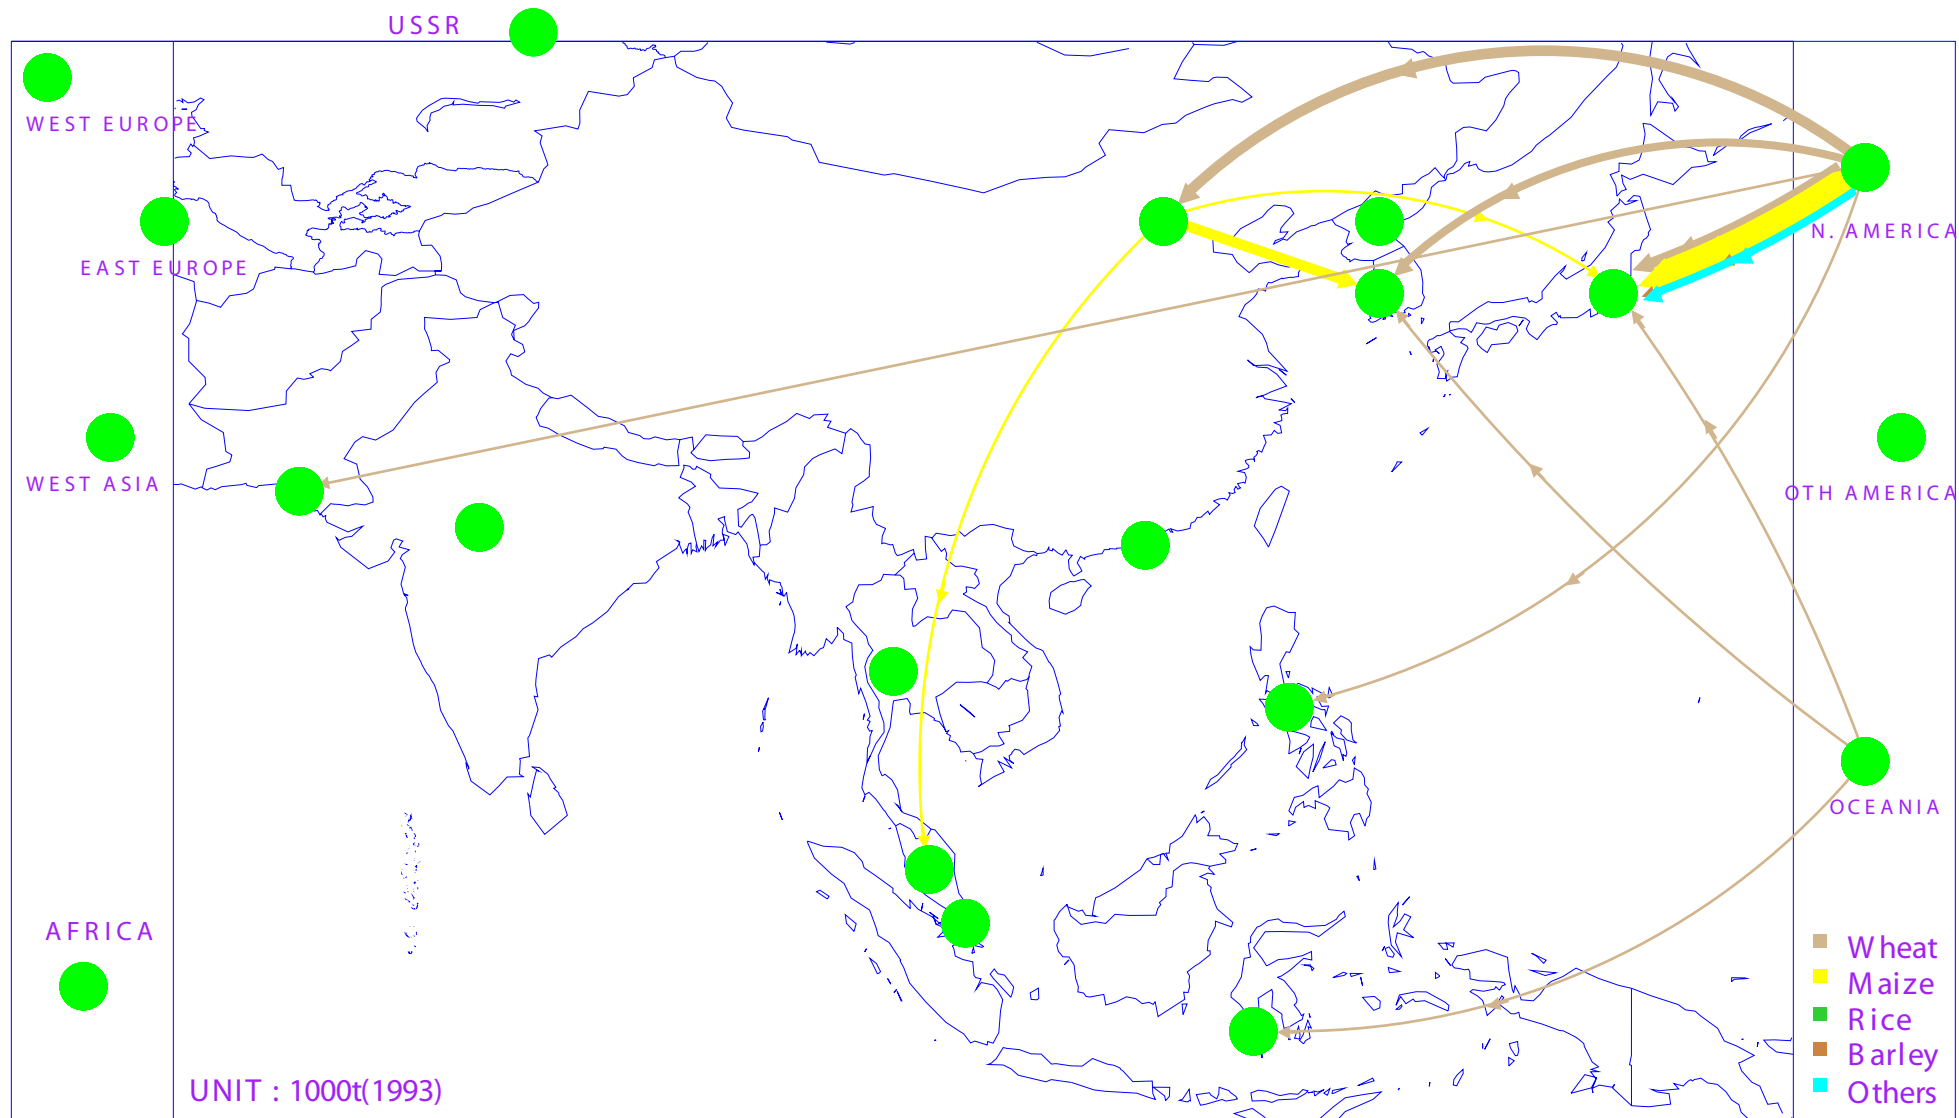 USSR
WEST EUROPE
N. AMERICA
EAST EUROPE
WEST ASIA
OTH AMERICA
OCEANIA
AFRICA
Wheat
Maize
Rice
Barley
Others
UNIT : 1000t(1993)